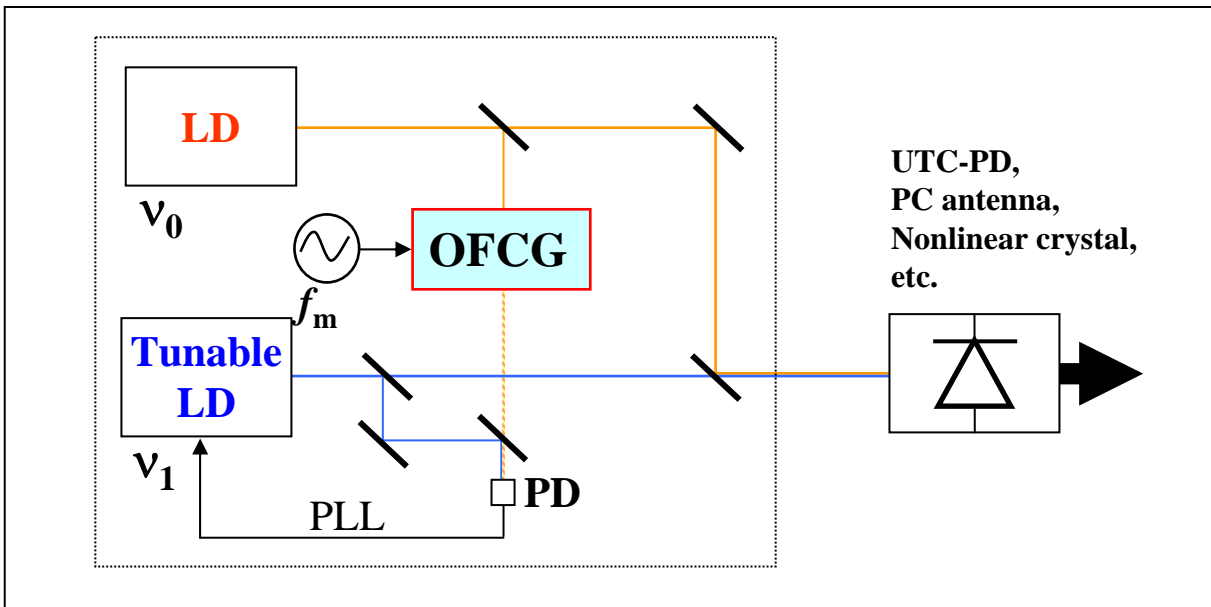 LD
ν0
UTC-PD,
PC antenna,
Nonlinear crystal,
etc.
OFCG
fm
Tunable
LD
ν1
PD
PLL